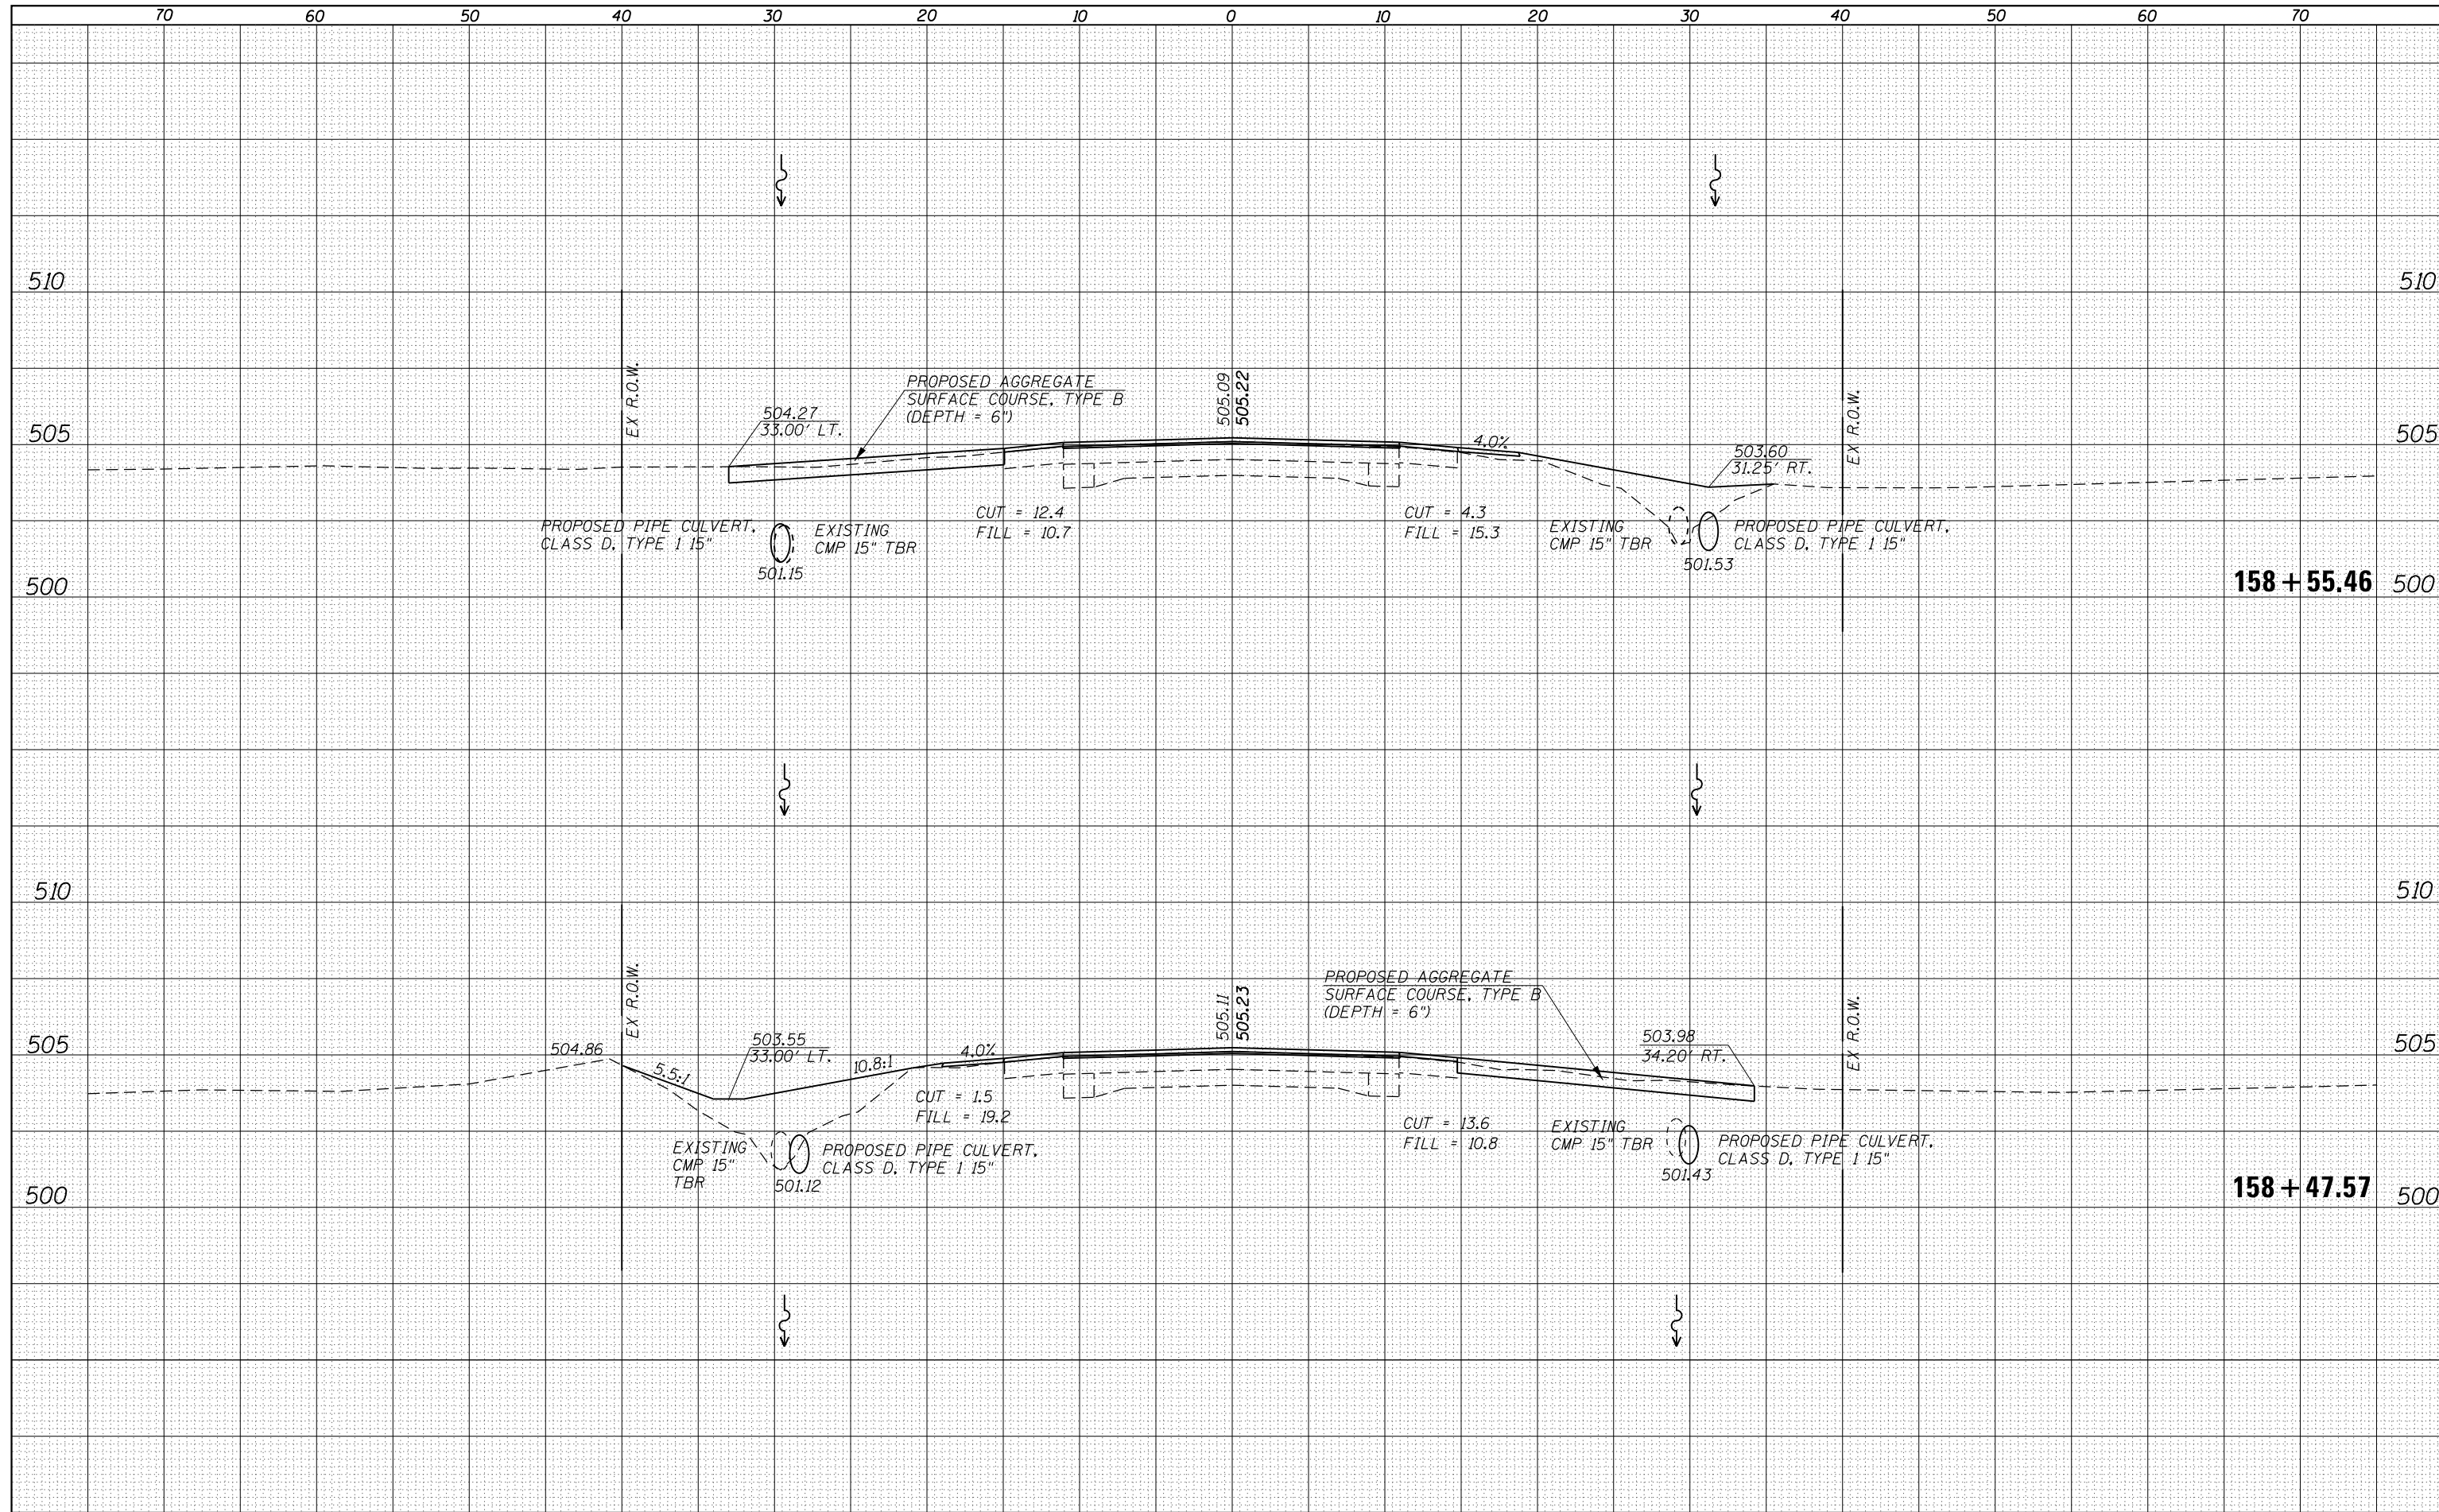 70 60 50 40 30 20 10 0 10 20 30 40 50 60 70
510 510
EX R.O.W.
504.27
33.00' LT.
PROPOSED AGGREGATE
SURFACE COURSE, TYPE B
(DEPTH = 6")
505.09
505.22
EX R.O.W.
505 505
4.0%
503.60
31.25' RT.
PROPOSED PIPE CULVERT,
CLASS D, TYPE 1 15"
EXISTING
CMP 15" TBR
501.15
CUT = 12.4
FILL = 10.7
CUT = 4.3
FILL = 15.3
EXISTING
CMP 15" TBR
PROPOSED PIPE CULVERT,
CLASS D, TYPE 1 15"
501.53
500 158+55.46 500
510 510
EX R.O.W.
505.11
505.23
PROPOSED AGGREGATE
SURFACE COURSE, TYPE B
(DEPTH = 6")
EX R.O.W.
505 505
504.86
5.5:1
503.55
33.00' LT.
10.8:1
4.0%
503.98
34.20' RT.
CUT = 1.5
FILL = 19.2
CUT = 13.6
FILL = 10.8
EXISTING
CMP 15"
TBR
PROPOSED PIPE CULVERT,
CLASS D, TYPE 1 15"
501.12
EXISTING
CMP 15" TBR
PROPOSED PIPE CULVERT,
CLASS D, TYPE 1 15"
501.43
500 158+47.57 500